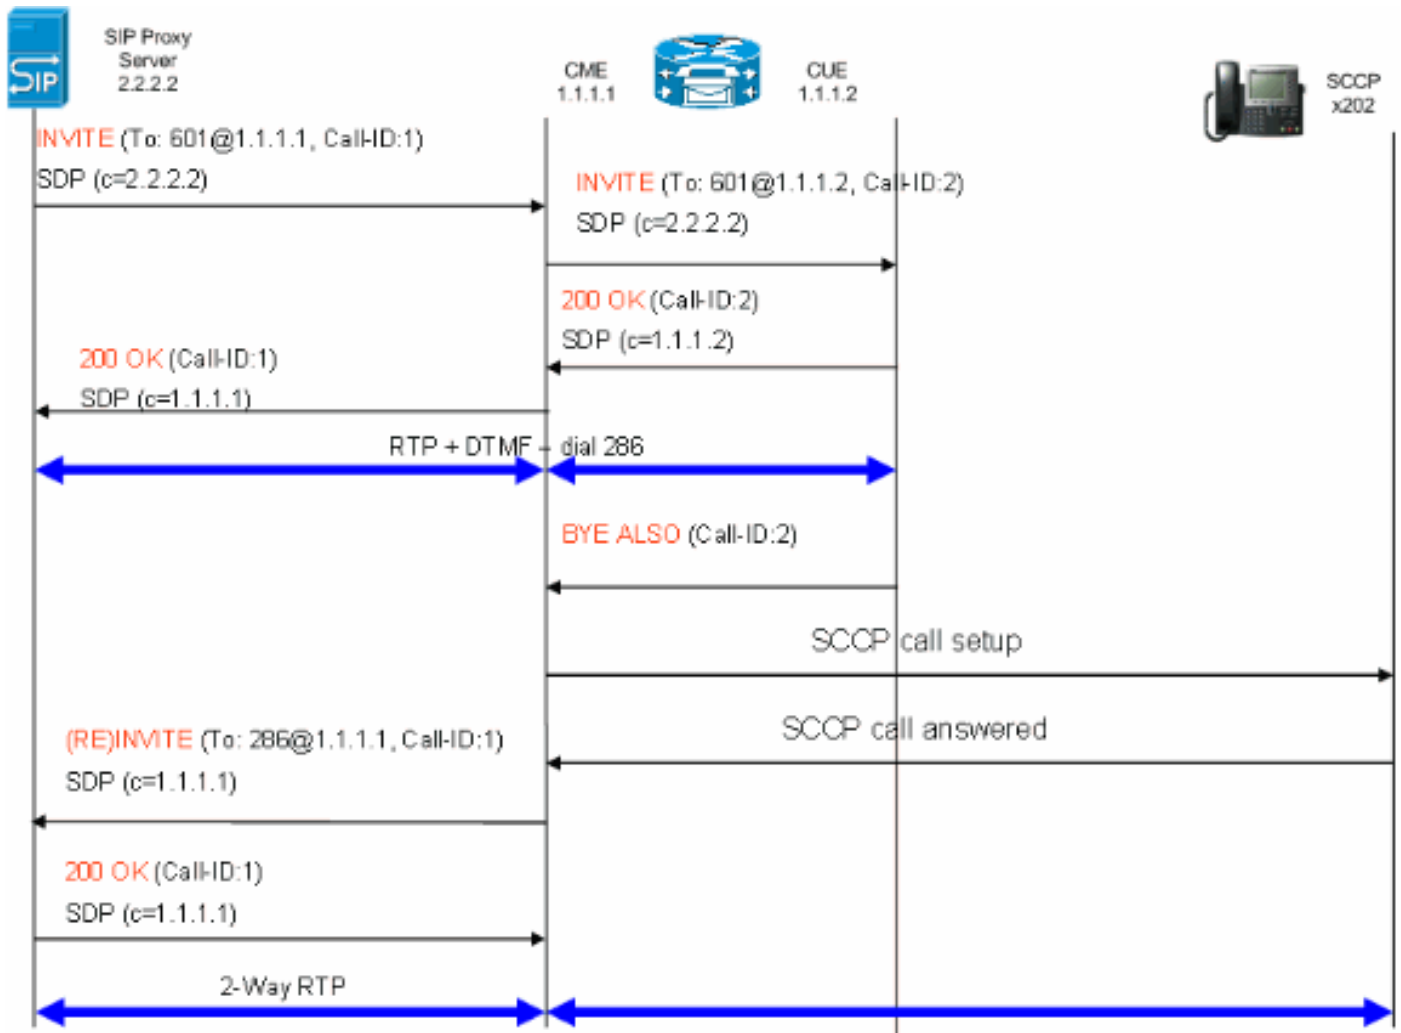 SIP Proxy
Server
2.2.2.2
SIP
CME
1.1.1.1
CUE
1.1.1.2
SCCP
x202
INVITE (To: 601@1.1.1.1, Call-ID:1)
SDP (c=2.2.2.2)
INVITE (To: 601@1.1.1.2, Call-ID:2)
SDP (c=2.2.2.2)
200 OK (Call-ID:2)
SDP (c=1.1.1.2)
200 OK (Call-ID:1)
SDP (c=1.1.1.1)
RTP + DTMF – dial 286
BYE ALSO (Call-ID:2)
SCCP call setup
SCCP call answered
(RE)INVITE (To: 286@1.1.1.1, Call-ID:1)
SDP (c=1.1.1.1)
200 OK (Call-ID:1)
SDP (c=1.1.1.1)
2-Way RTP